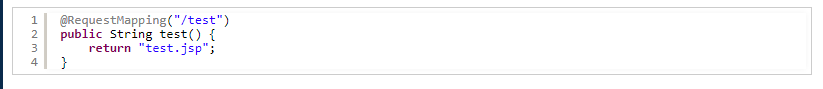 1 @RequestMapping("/test")
2 public String test() {
3     return "test.jsp";
4 }